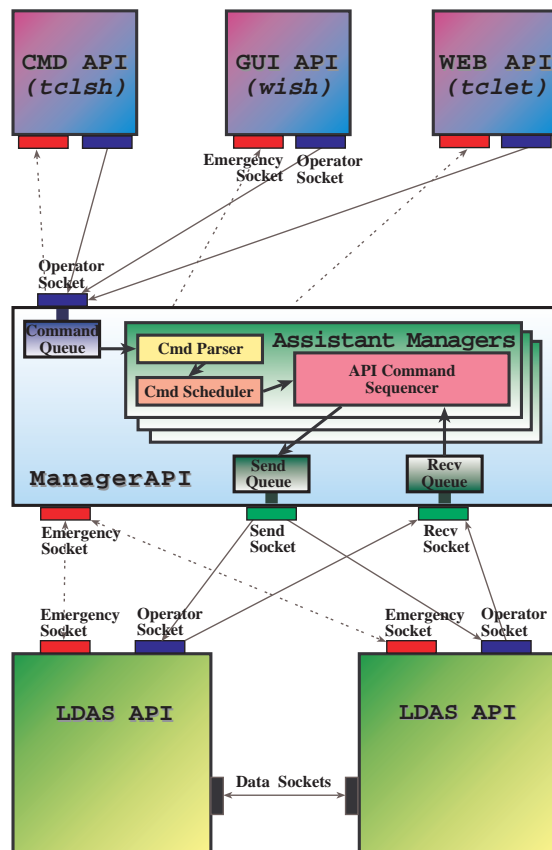 CMD API
(tclsh)
GUI API
(wish)
WEB API
(tclet)
Emergency
Socket
Operator
Socket
Operator
Socket
Command
Queue
Assistant Managers
Cmd Parser
Cmd Scheduler
API Command
Sequencer
ManagerAPI
Send
Queue
Recv
Queue
Emergency
Socket
Send
Socket
Recv
Socket
Emergency
Socket
Operator
Socket
Emergency
Socket
Operator
Socket
LDAS API
LDAS API
Data Sockets